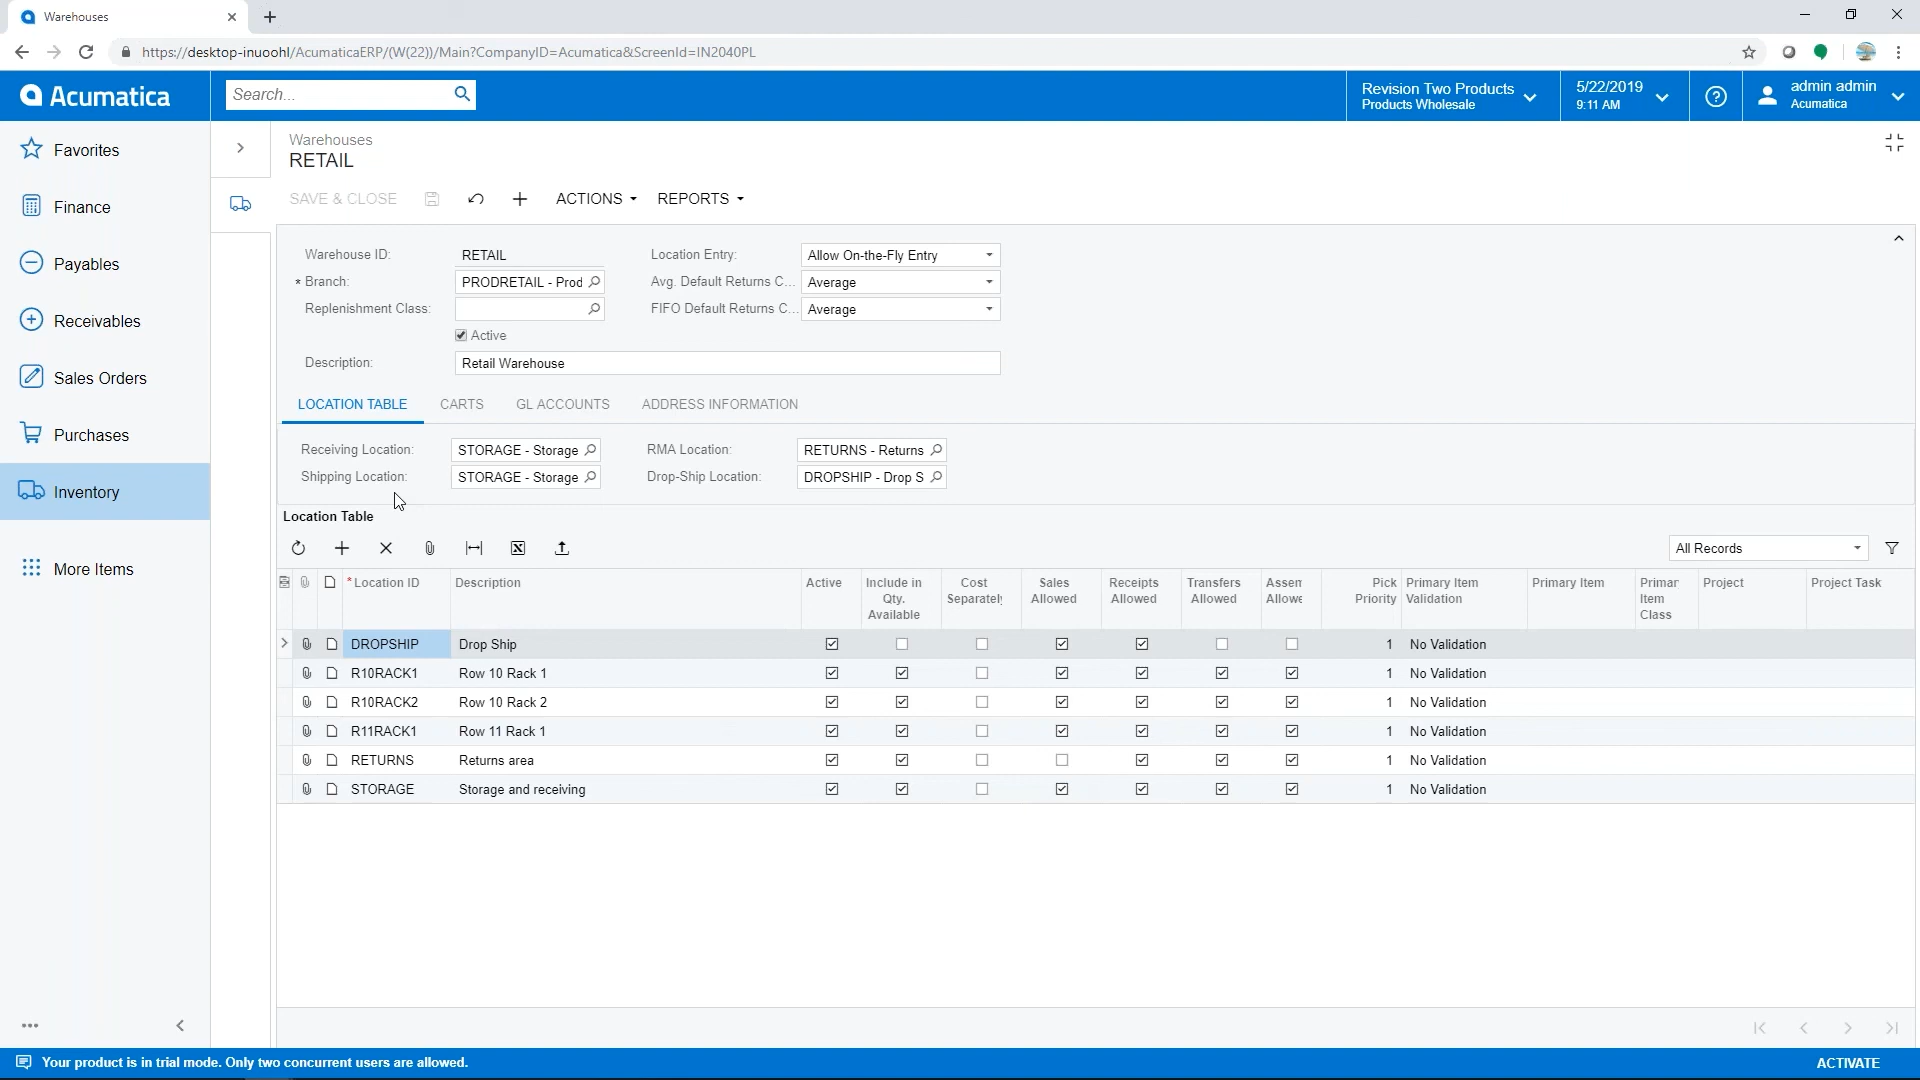 Warehouses
https://desktop-inuoohl/AcumaticaERP/(W(22))/Main?CompanyID=Acumatica&ScreenId=IN2040PL
Acumatica
Search...
Revision Two Products
Products Wholesale
5/22/2019
9:11 AM
admin admin
Acumatica
Favorites
Finance
Payables
Receivables
Sales Orders
Purchases
Inventory
More Items
Warehouses
RETAIL
SAVE & CLOSE ACTIONS REPORTS
Warehouse ID: RETAIL Location Entry: Allow On-the-Fly Entry
* Branch: PRODRETAIL - Prod Avg. Default Returns C... Average
Replenishment Class: FIFO Default Returns C... Average
Active
Description: Retail Warehouse
LOCATION TABLE CARTS GL ACCOUNTS ADDRESS INFORMATION
Receiving Location: STORAGE - Storage RMA Location: RETURNS - Returns
Shipping Location: STORAGE - Storage Drop-Ship Location: DROPSHIP - Drop S
Location Table
All Records
* Location ID Description Active Include in Qty. Available Cost Separately Sales Allowed Receipts Allowed Transfers Allowed Assem Allowe Pick Priority Primary Item Validation Primary Item Primar Item Class Project Project Task
DROPSHIP Drop Ship 1 No Validation
R10RACK1 Row 10 Rack 1 1 No Validation
R10RACK2 Row 10 Rack 2 1 No Validation
R11RACK1 Row 11 Rack 1 1 No Validation
RETURNS Returns area 1 No Validation
STORAGE Storage and receiving 1 No Validation
Your product is in trial mode. Only two concurrent users are allowed.
ACTIVATE